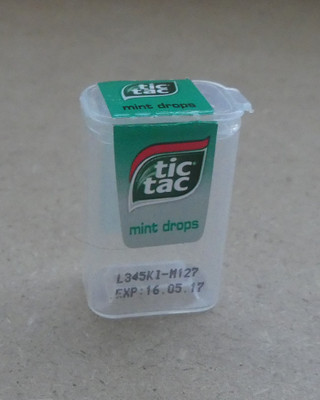 tic
tac
mint drops
tic
tac
mint drops
L345KI-M127
EXP:16.05.17